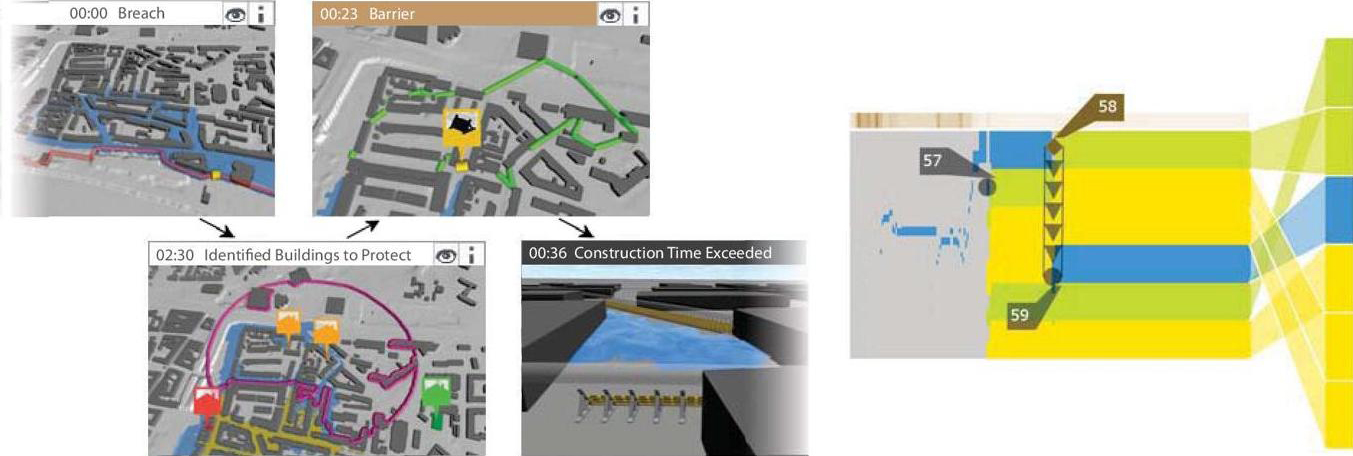 00:00 Breach i
00:23 Barrier i
02:30 Identified Buildings to Protect i
00:36 Construction Time Exceeded
57
58
59